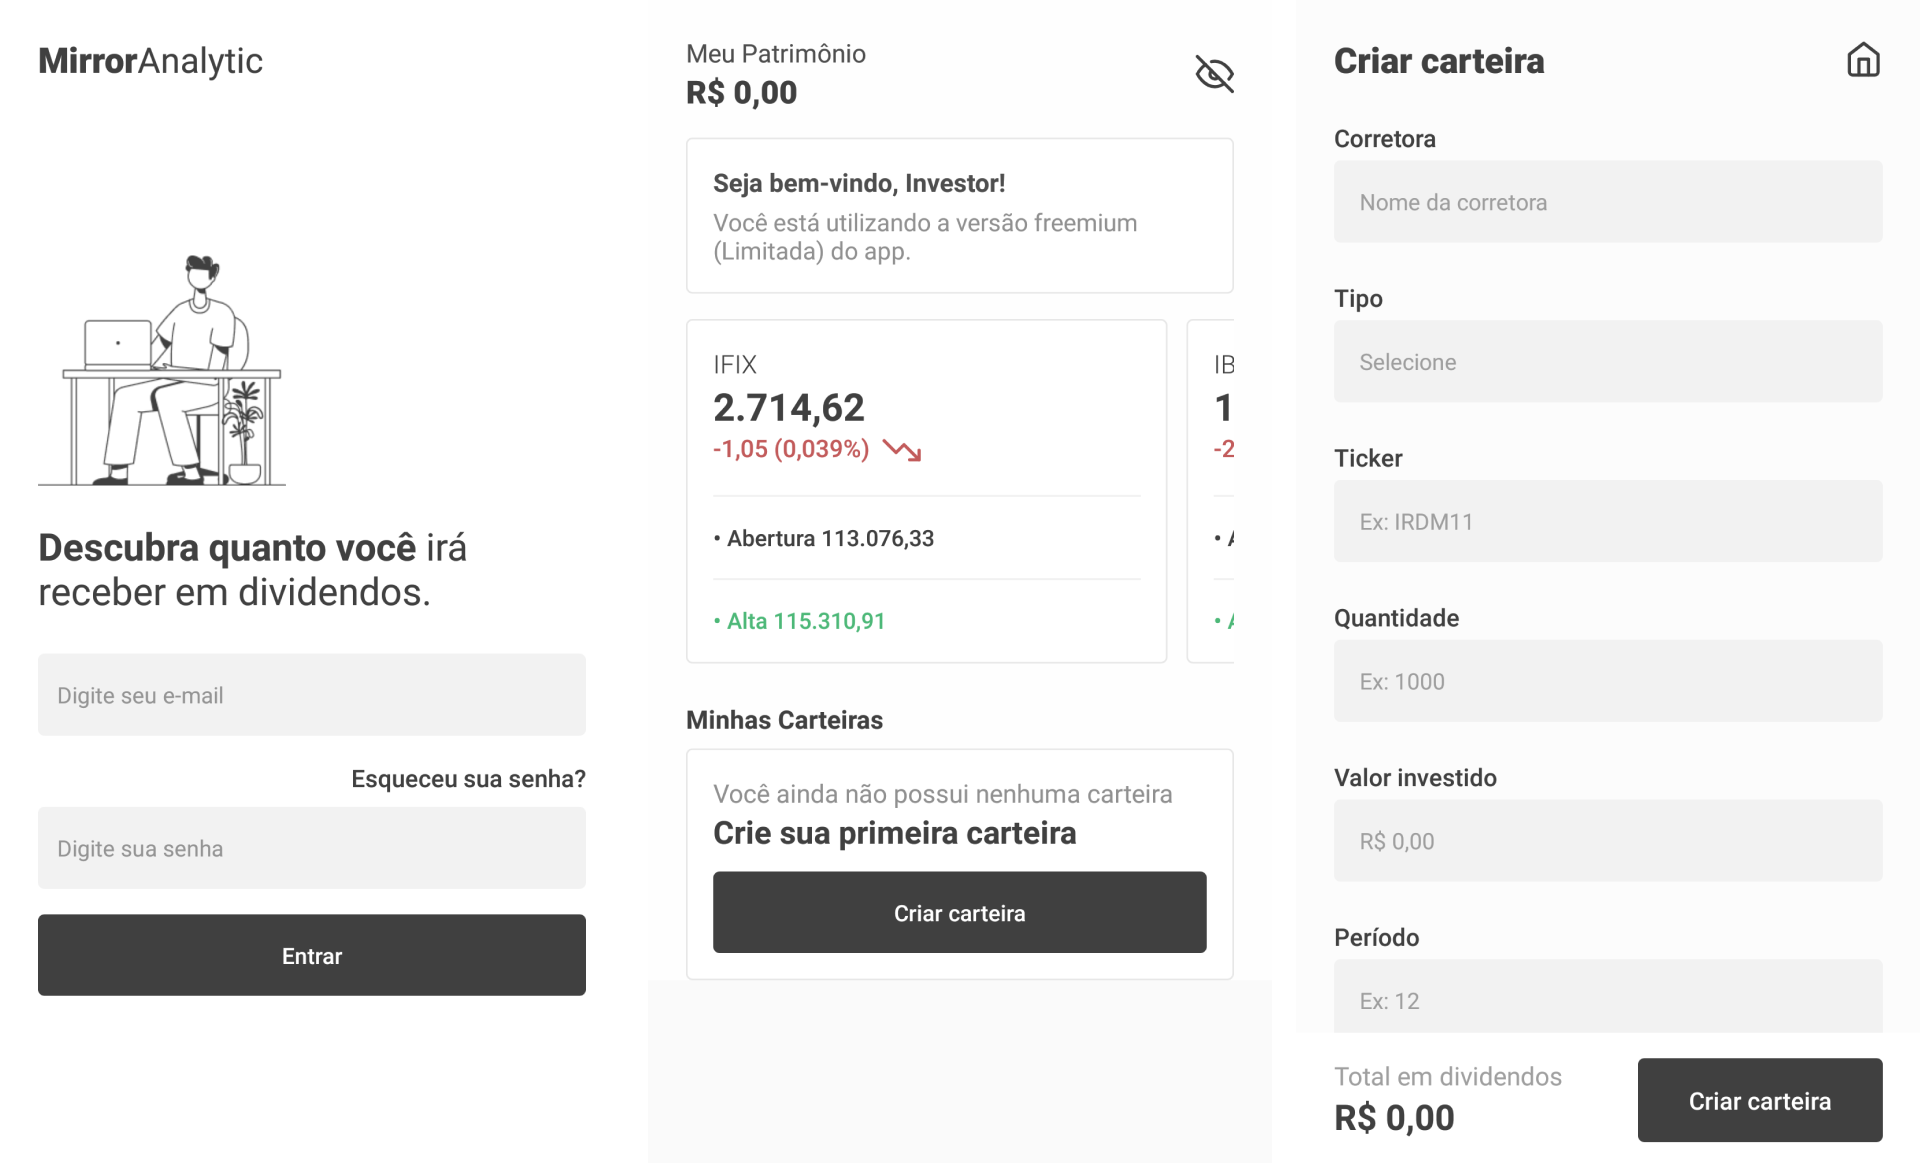 MirrorAnalytic
Descubra quanto você irá
receber em dividendos.
Digite seu e-mail
Esqueceu sua senha?
Digite sua senha
Entrar
Meu Patrimônio
R$ 0,00
Seja bem-vindo, Investor!
Você está utilizando a versão freemium
(Limitada) do app.
IFIX
2.714,62
-1,05 (0,039%)
• Abertura 113.076,33
• Alta 115.310,91
IB
1
-2
Minhas Carteiras
Você ainda não possui nenhuma carteira
Crie sua primeira carteira
Criar carteira
Criar carteira
Corretora
Nome da corretora
Tipo
Selecione
Ticker
Ex: IRDM11
Quantidade
Ex: 1000
Valor investido
R$ 0,00
Período
Ex: 12
Total em dividendos
R$ 0,00
Criar carteira